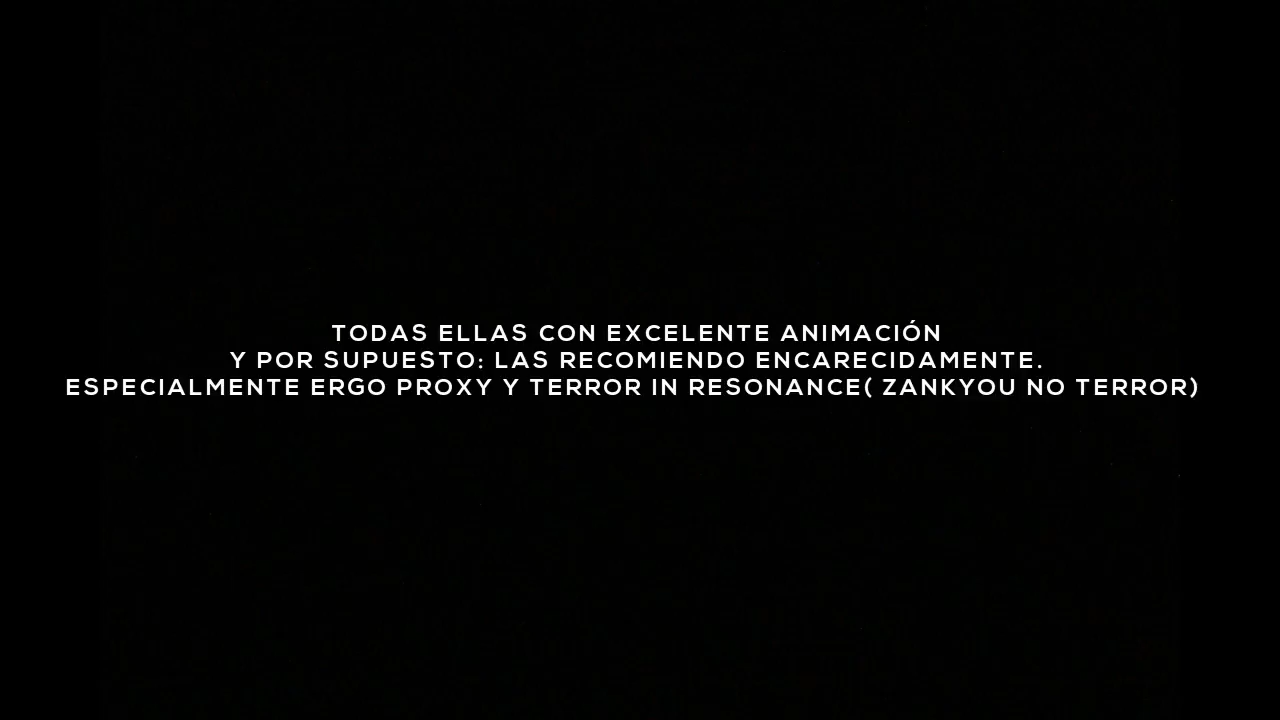 TODAS ELLAS CON EXCELENTE ANIMACIÓN
Y POR SUPUESTO: LAS RECOMIENDO ENCARECIDAMENTE.
ESPECIALMENTE ERGO PROXY Y TERROR IN RESONANCE( ZANKYOU NO TERROR)